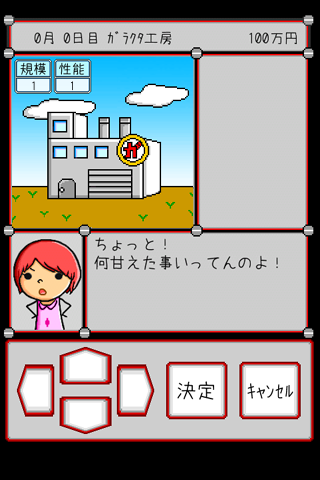 0月 0日目 ｶﾞﾗｸﾀ工房 100万円
規模 性能
1 1
ガ
ちょっと！
何甘えた事いってんのよ！
決定 ｷｬﾝｾﾙ